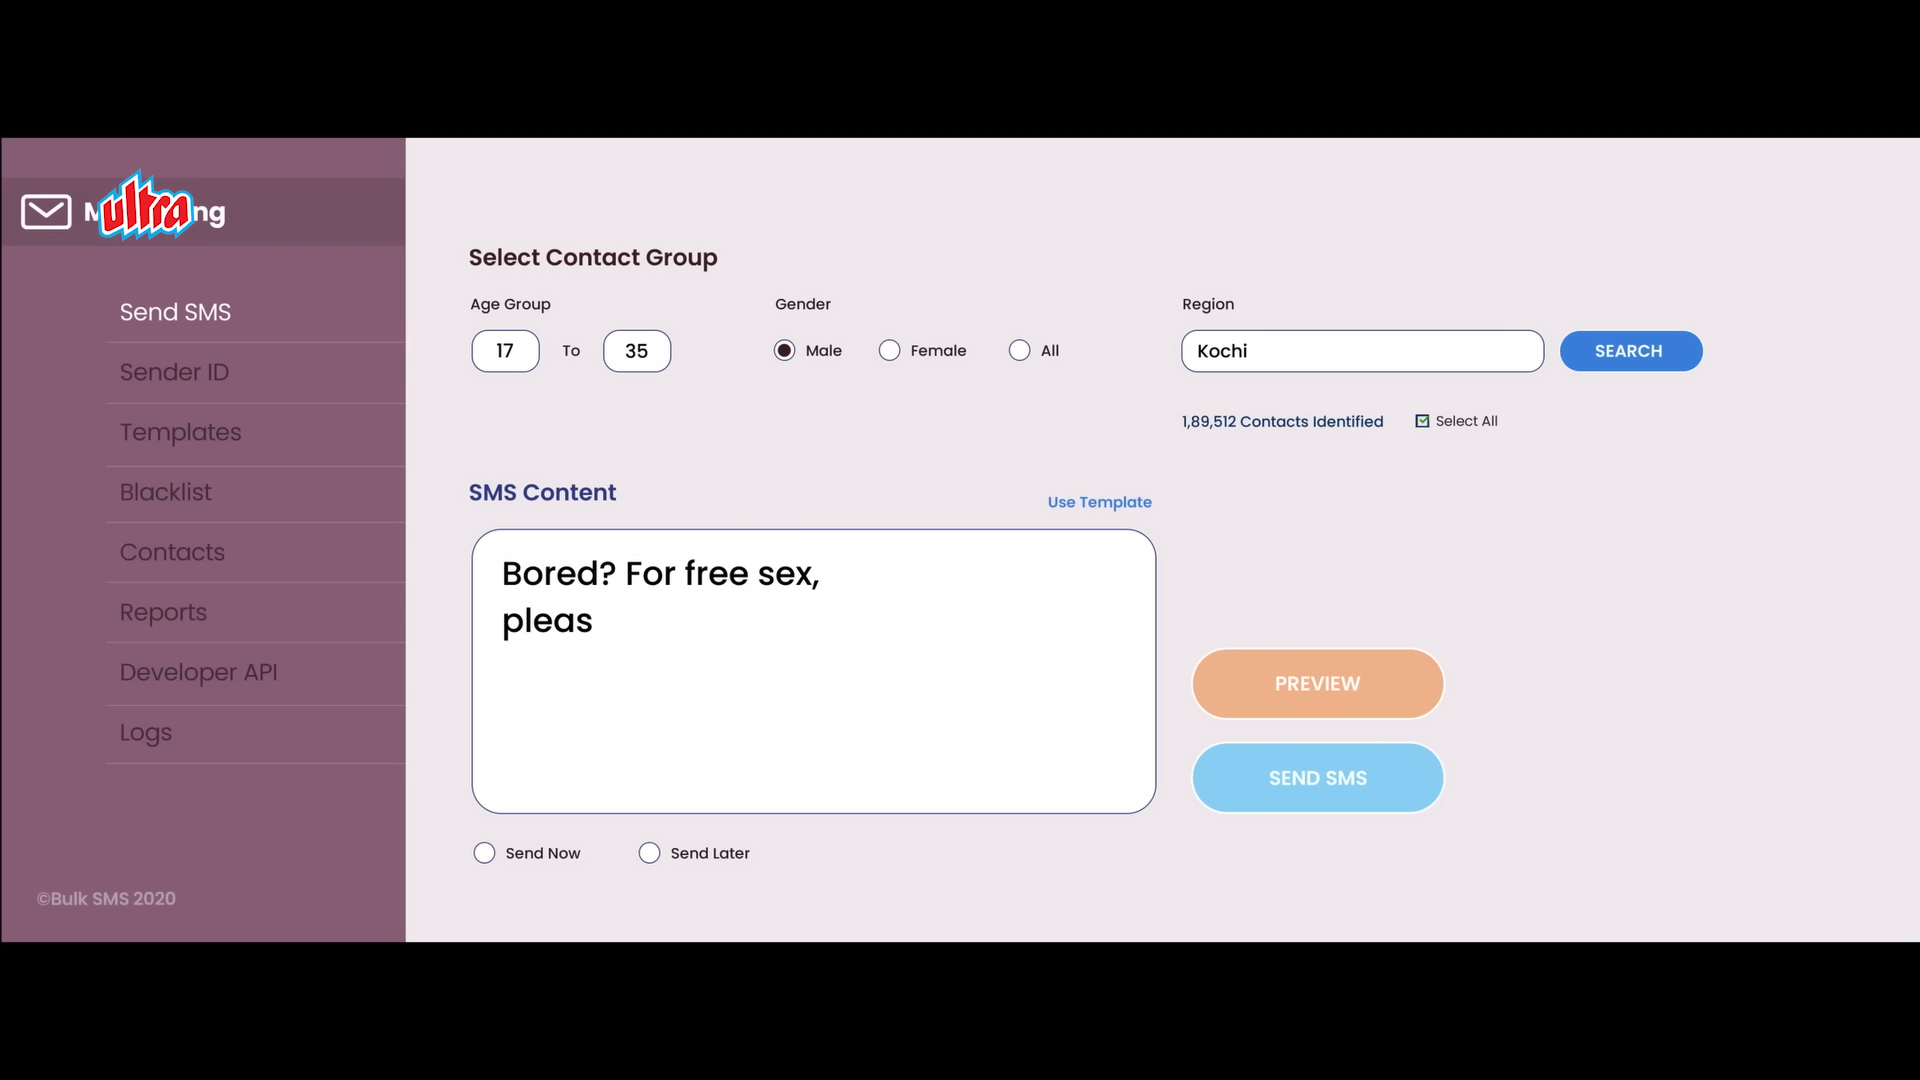 ultra
ng
Send SMS
Sender ID
Templates
Blacklist
Contacts
Reports
Developer API
Logs
©Bulk SMS 2020
Select Contact Group
Age Group
17 To 35
Gender
Male Female All
Region
Kochi SEARCH
1,89,512 Contacts Identified Select All
SMS Content
Use Template
Bored? For free sex,
pleas
PREVIEW
SEND SMS
Send Now Send Later